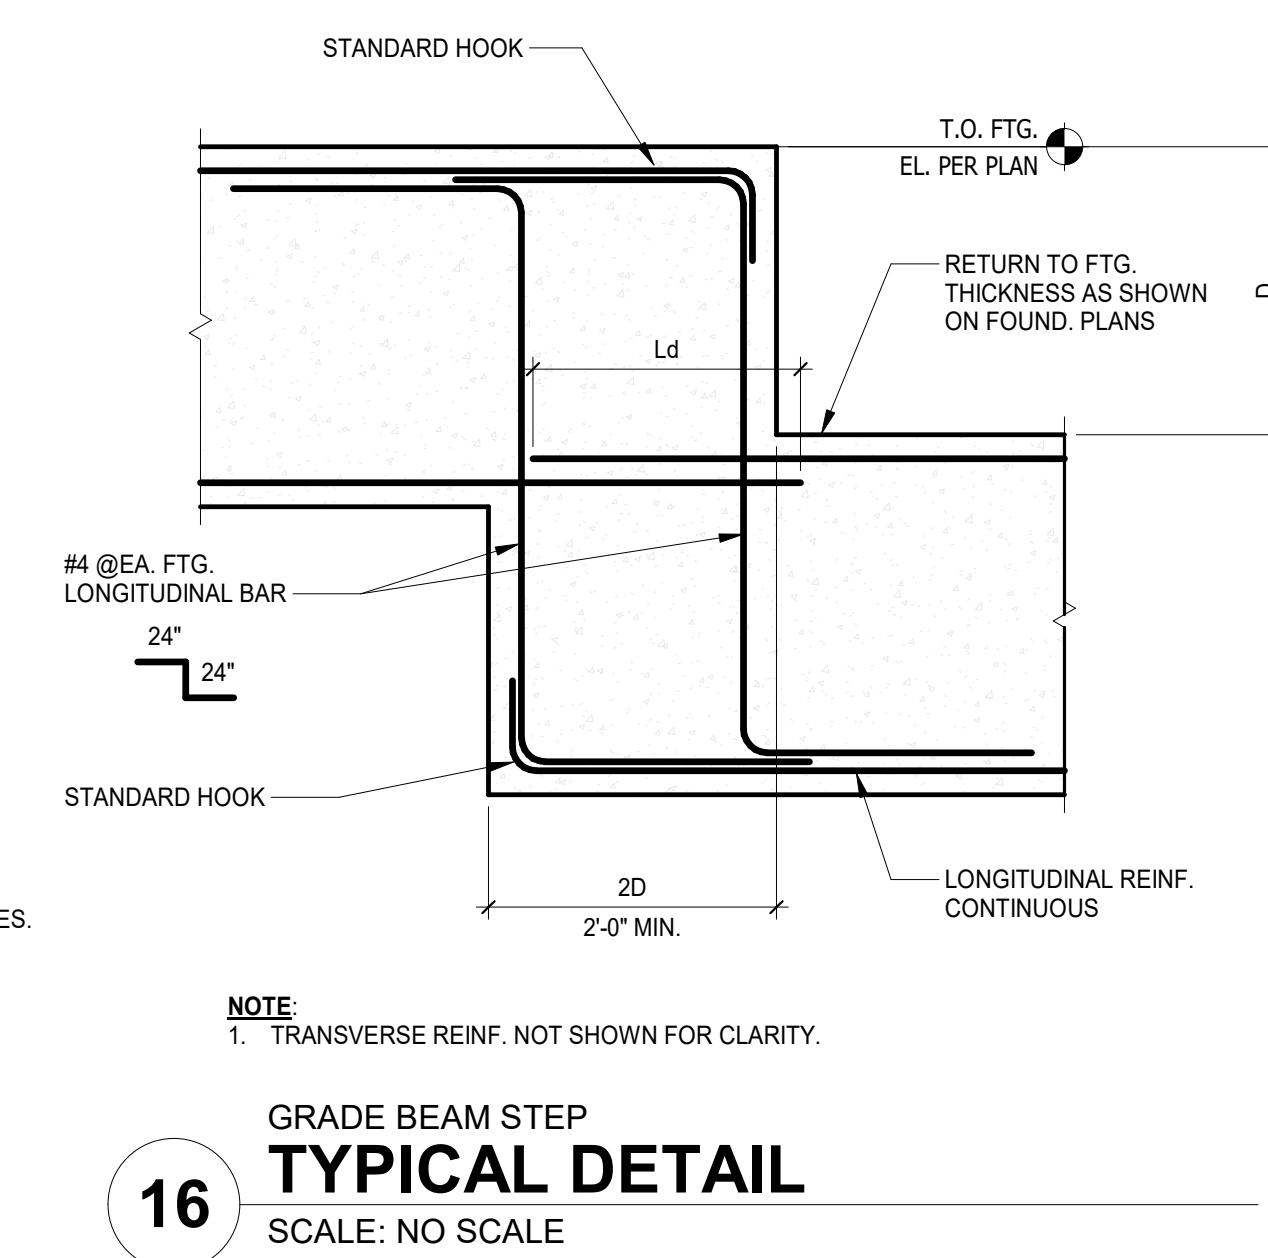 STANDARD HOOK
T.O. FTG.
EL. PER PLAN
RETURN TO FTG.
THICKNESS AS SHOWN
ON FOUND. PLANS
D
Ld
#4 @EA. FTG.
LONGITUDINAL BAR
24"
24"
STANDARD HOOK
2D
2'-0" MIN.
LONGITUDINAL REINF.
CONTINUOUS
ES.
NOTE:
1. TRANSVERSE REINF. NOT SHOWN FOR CLARITY.
GRADE BEAM STEP
16
TYPICAL DETAIL
SCALE: NO SCALE